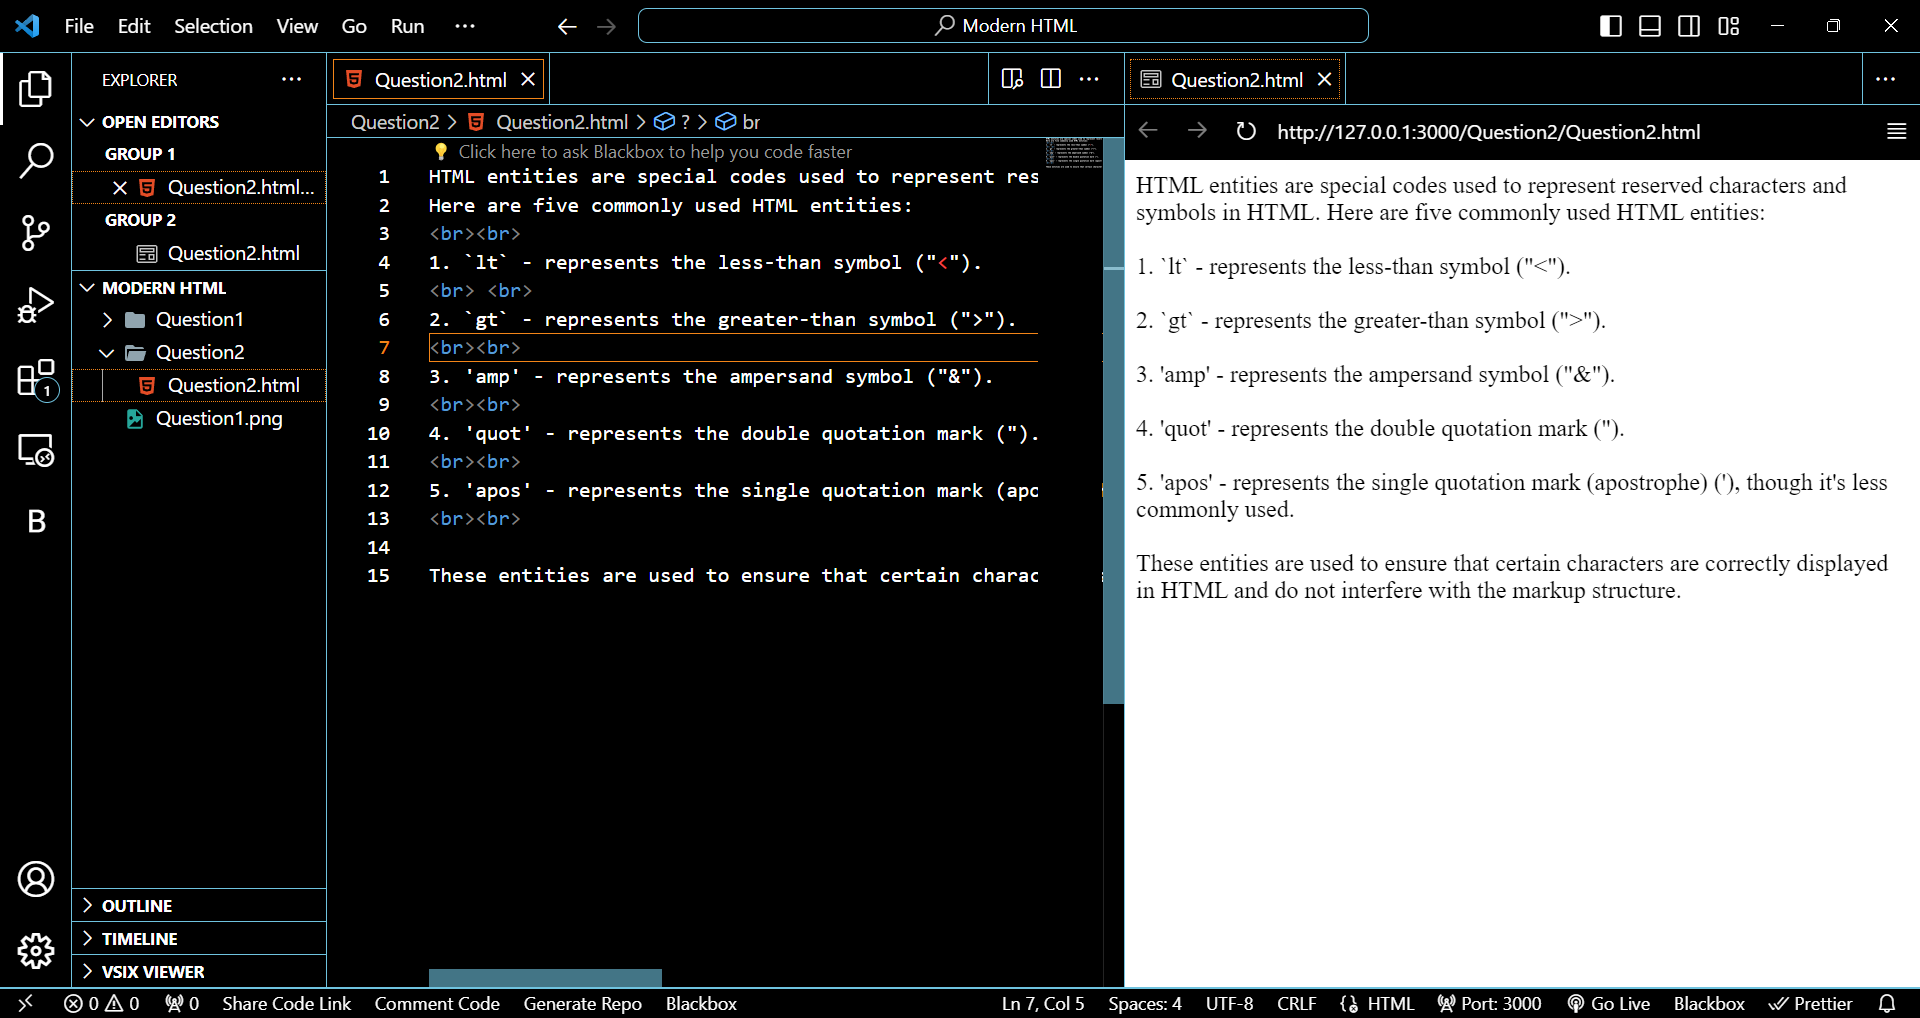 File Edit Selection View Go Run ···
Modern HTML
EXPLORER
OPEN EDITORS
GROUP 1
Question2.html...
GROUP 2
Question2.html
MODERN HTML
Question1
Question2
Question2.html
Question1.png
OUTLINE
TIMELINE
VSIX VIEWER
1
B
Question2.html
Question2 > Question2.html > ? > br
Click here to ask Blackbox to help you code faster
1 HTML entities are special codes used to represent res
2 Here are five commonly used HTML entities:
3 <br><br>
4 1. `lt` - represents the less-than symbol ("<").
5 <br> <br>
6 2. `gt` - represents the greater-than symbol (">").
7 <br><br>
8 3. 'amp' - represents the ampersand symbol ("&").
9 <br><br>
10 4. 'quot' - represents the double quotation mark (").
11 <br><br>
12 5. 'apos' - represents the single quotation mark (apo
13 <br><br>
14
15 These entities are used to ensure that certain charac
Question2.html
http://127.0.0.1:3000/Question2/Question2.html
HTML entities are special codes used to represent reserved characters and
symbols in HTML. Here are five commonly used HTML entities:
1. `lt` - represents the less-than symbol ("<").
2. `gt` - represents the greater-than symbol (">").
3. 'amp' - represents the ampersand symbol ("&").
4. 'quot' - represents the double quotation mark (").
5. 'apos' - represents the single quotation mark (apostrophe) ('), though it's less
commonly used.
These entities are used to ensure that certain characters are correctly displayed
in HTML and do not interfere with the markup structure.
0 0 0 Share Code Link Comment Code Generate Repo Blackbox Ln 7, Col 5 Spaces: 4 UTF-8 CRLF HTML Port: 3000 Go Live Blackbox Prettier